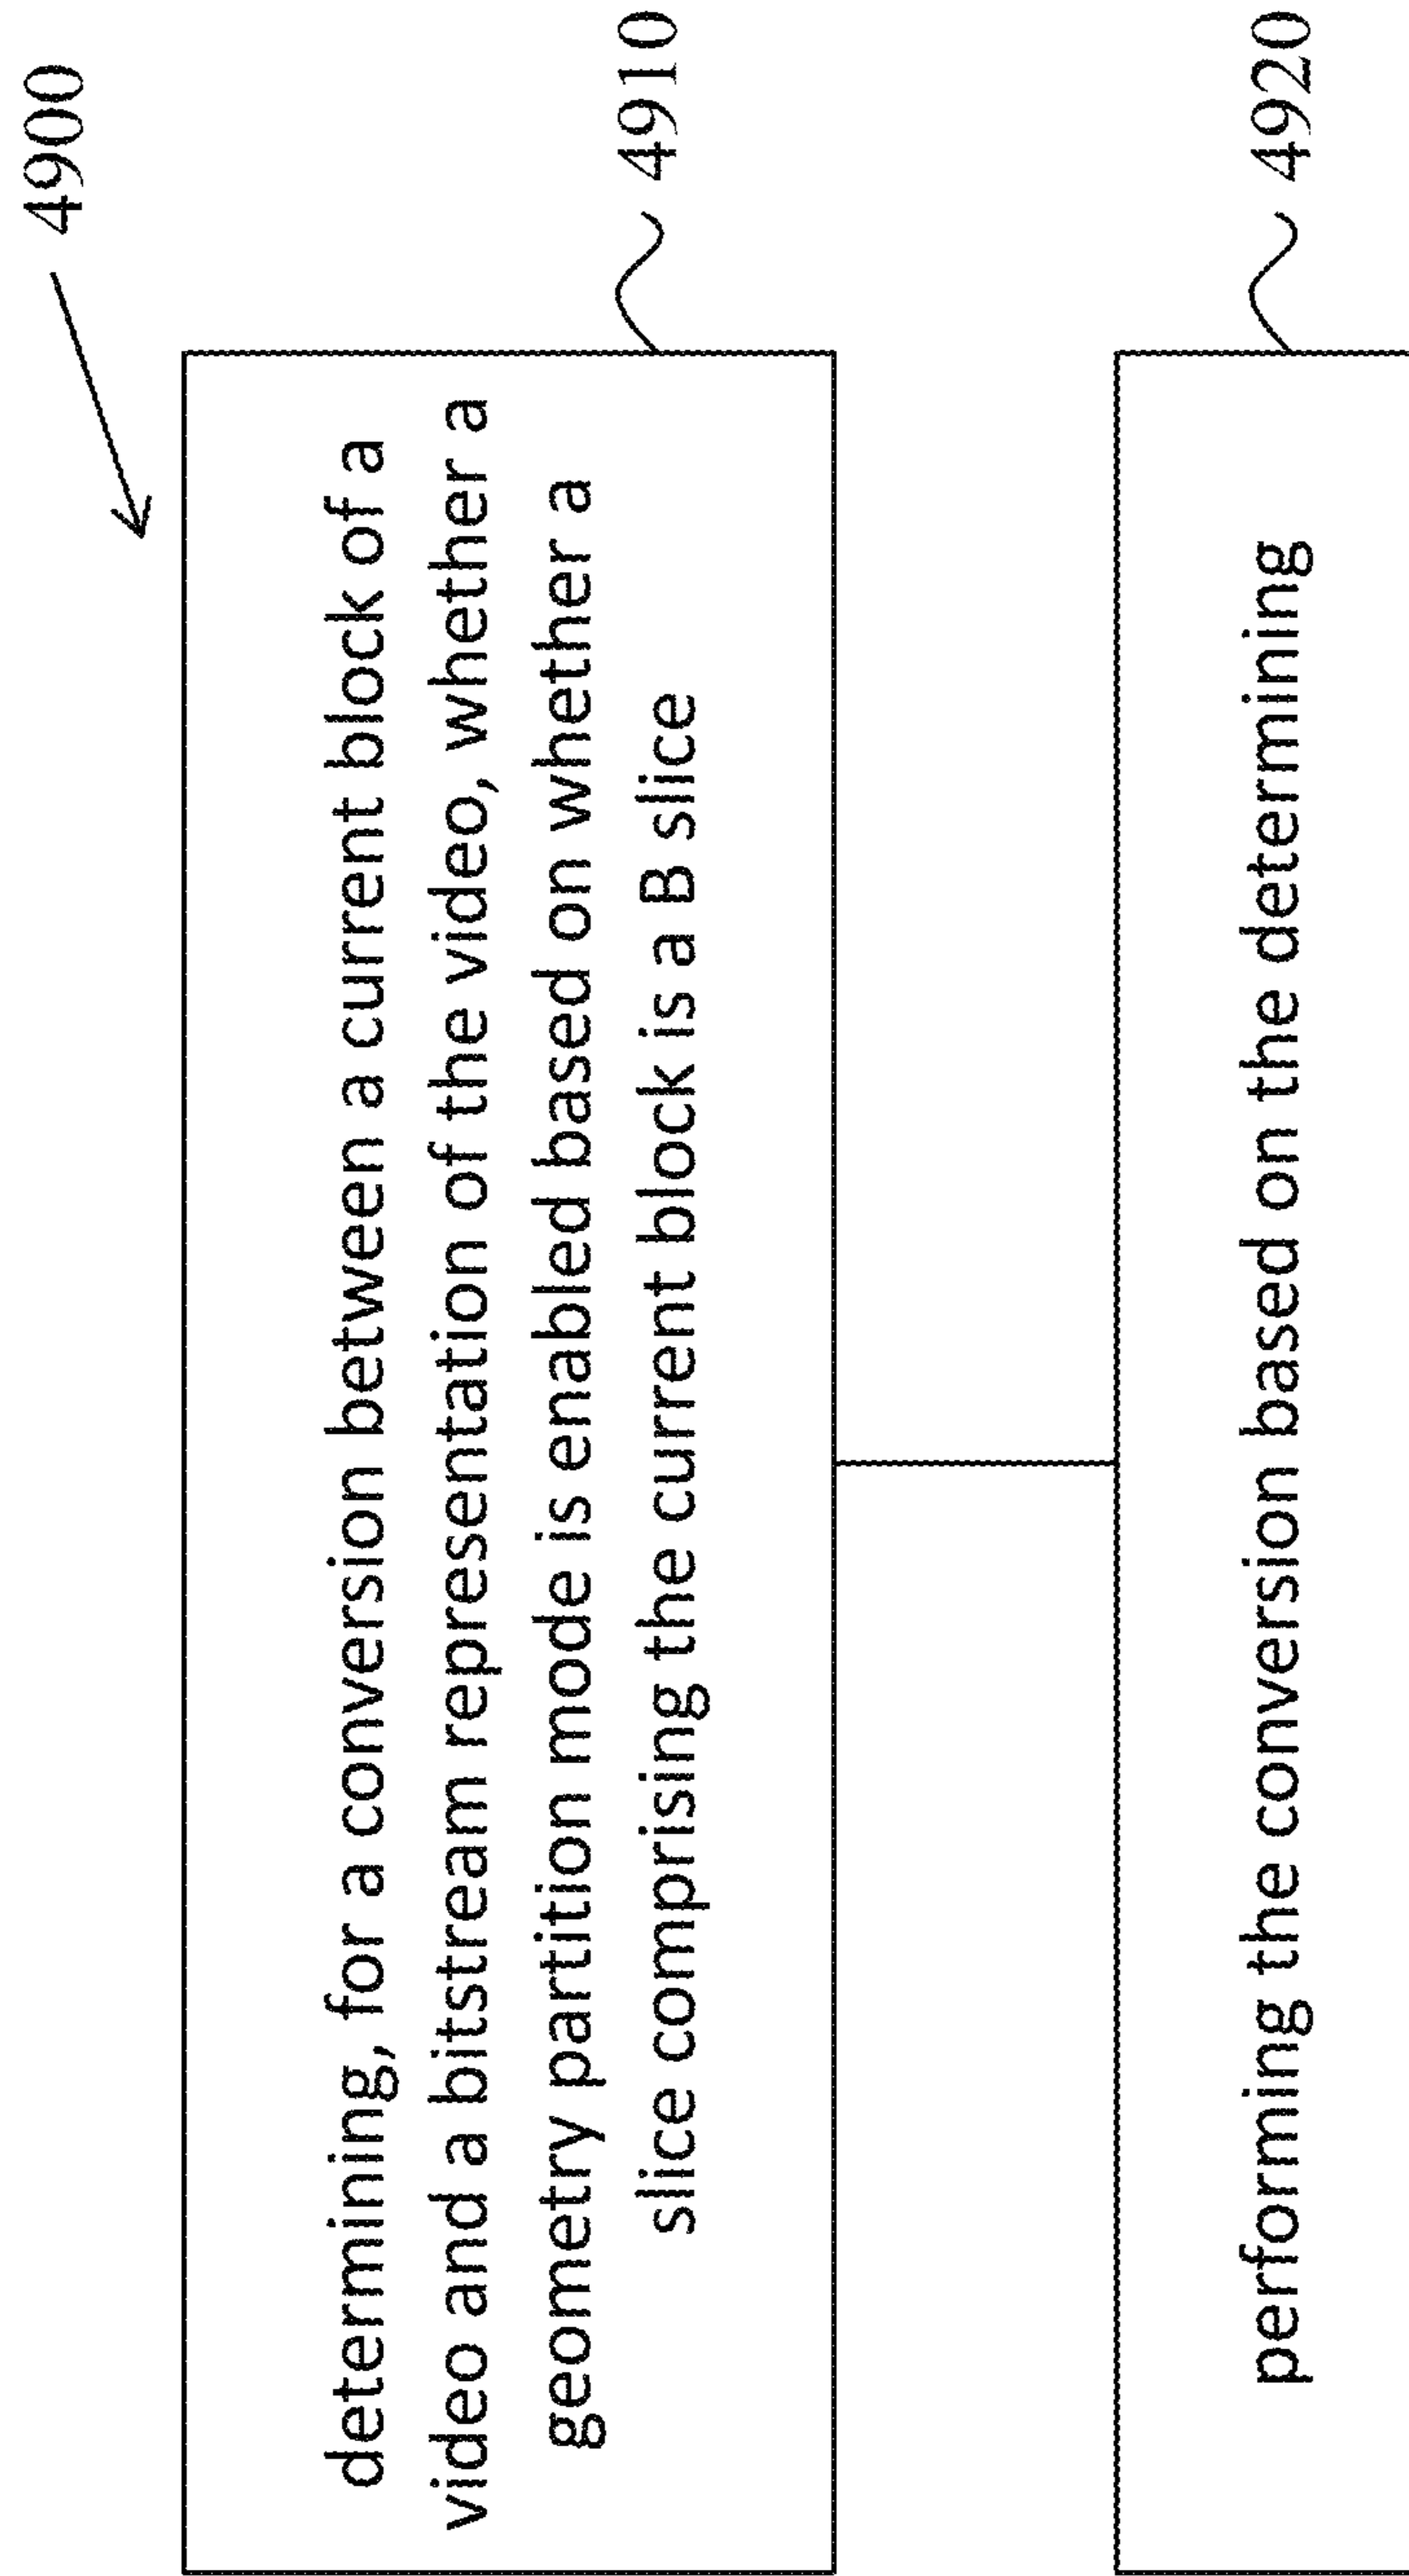 4900
determining, for a conversion between a current block of a
video and a bitstream representation of the video, whether a
geometry partition mode is enabled based on whether a
slice comprising the current block is a B slice
4910
performing the conversion based on the determining
4920